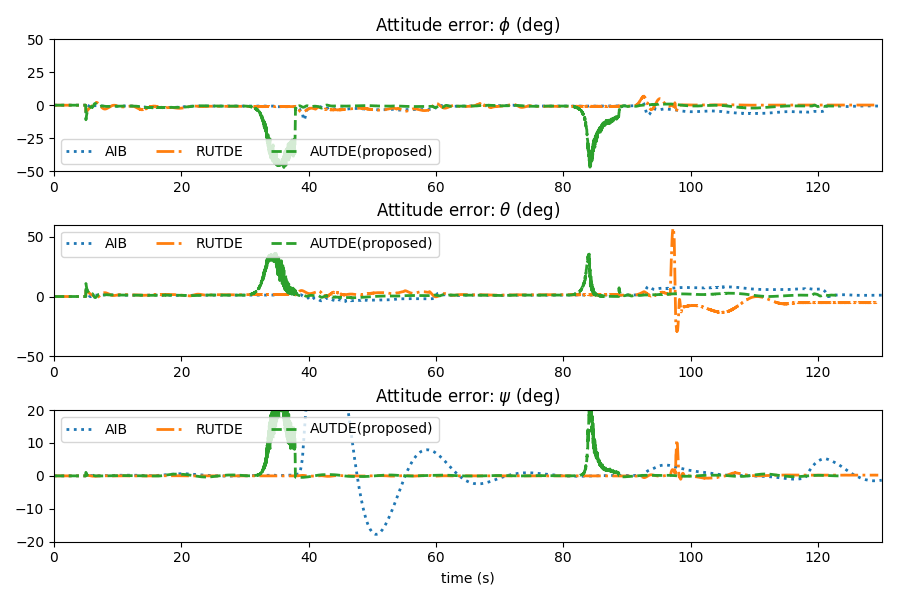 Attitude error: ϕ (deg)
50
25
0
−25
−50
AIB RUTDE AUTDE(proposed)
0 20 40 60 80 100 120
Attitude error: θ (deg)
50
0
−50
AIB RUTDE AUTDE(proposed)
0 20 40 60 80 100 120
Attitude error: ψ (deg)
20
10
0
−10
−20
AIB RUTDE AUTDE(proposed)
0 20 40 60 80 100 120
time (s)